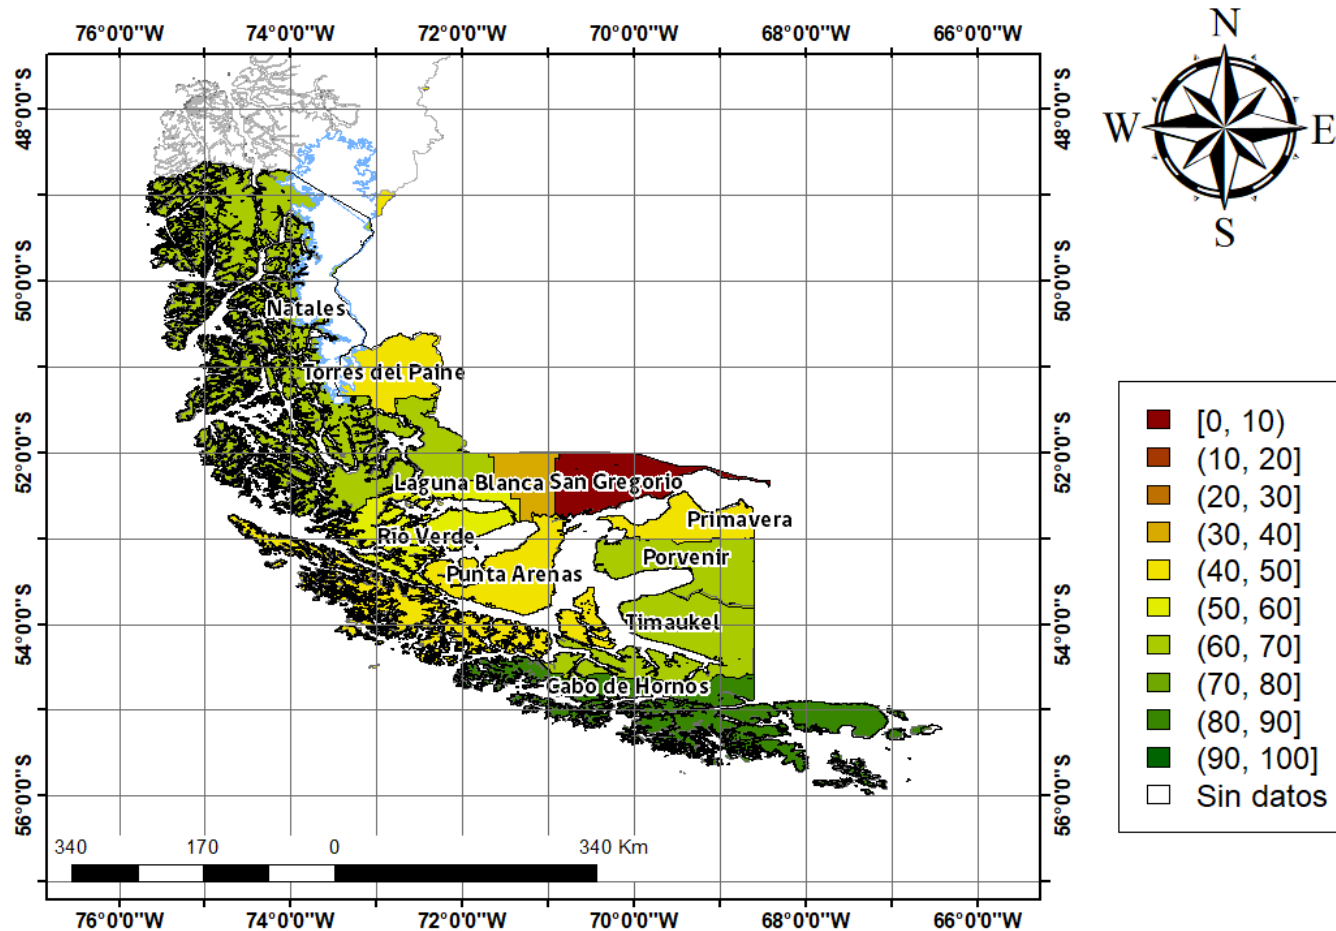 76°0'0"W 74°0'0"W 72°0'0"W 70°0'0"W 68°0'0"W 66°0'0"W
N
W E
S
48°0'0"S 48°0'0"S
50°0'0"S 50°0'0"S
Natales
Torres del Paine
52°0'0"S 52°0'0"S
Laguna Blanca San Gregorio
Primavera
Río Verde
Porvenir
Punta Arenas
54°0'0"S 54°0'0"S
Timaukel
Cabo de Hornos
56°0'0"S 56°0'0"S
340 170 0 340 Km
76°0'0"W 74°0'0"W 72°0'0"W 70°0'0"W 68°0'0"W 66°0'0"W
[0, 10)
(10, 20]
(20, 30]
(30, 40]
(40, 50]
(50, 60]
(60, 70]
(70, 80]
(80, 90]
(90, 100]
Sin datos